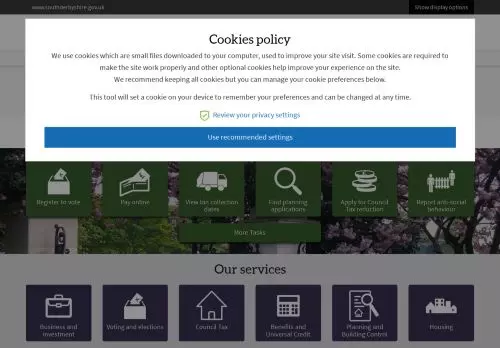 www.southderbyshire.gov.uk
Show display options
Cookies policy
We use cookies which are small files downloaded to your computer, used to improve your site visit. Some cookies are required to
make the site work properly and other optional cookies help improve your experience on the site.
We recommend keeping all cookies but you can manage your cookie preferences below.
This tool will set a cookie on your device to remember your preferences and can be changed at any time.
Review your privacy settings
Use recommended settings
Register to vote
Pay online
View bin collection
dates
Find planning
applications
Apply for Council
Tax reduction
Report anti-social
behaviour
More Tasks
Our services
Business and
investment
Voting and elections
Council Tax
Benefits and
Universal Credit
Planning and
Building Control
Housing